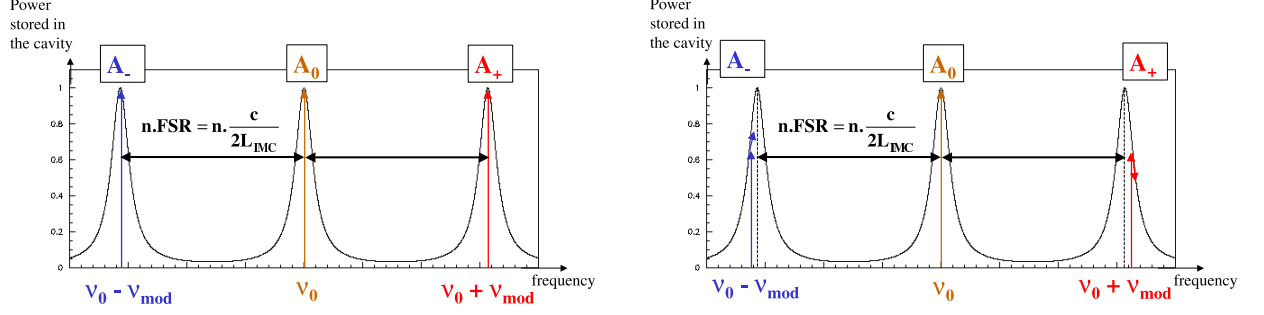 Power
stored in
the cavity
A-
A0
A+
n.FSR = n. c / 2L_IMC
1
0.8
0.6
0.4
0.2
0
frequency
ν0 - νmod
ν0
ν0 + νmod
Power
stored in
the cavity
A-
A0
A+
n.FSR = n. c / 2L_IMC
1
0.8
0.6
0.4
0.2
0
frequency
ν0 - νmod
ν0
ν0 + νmod